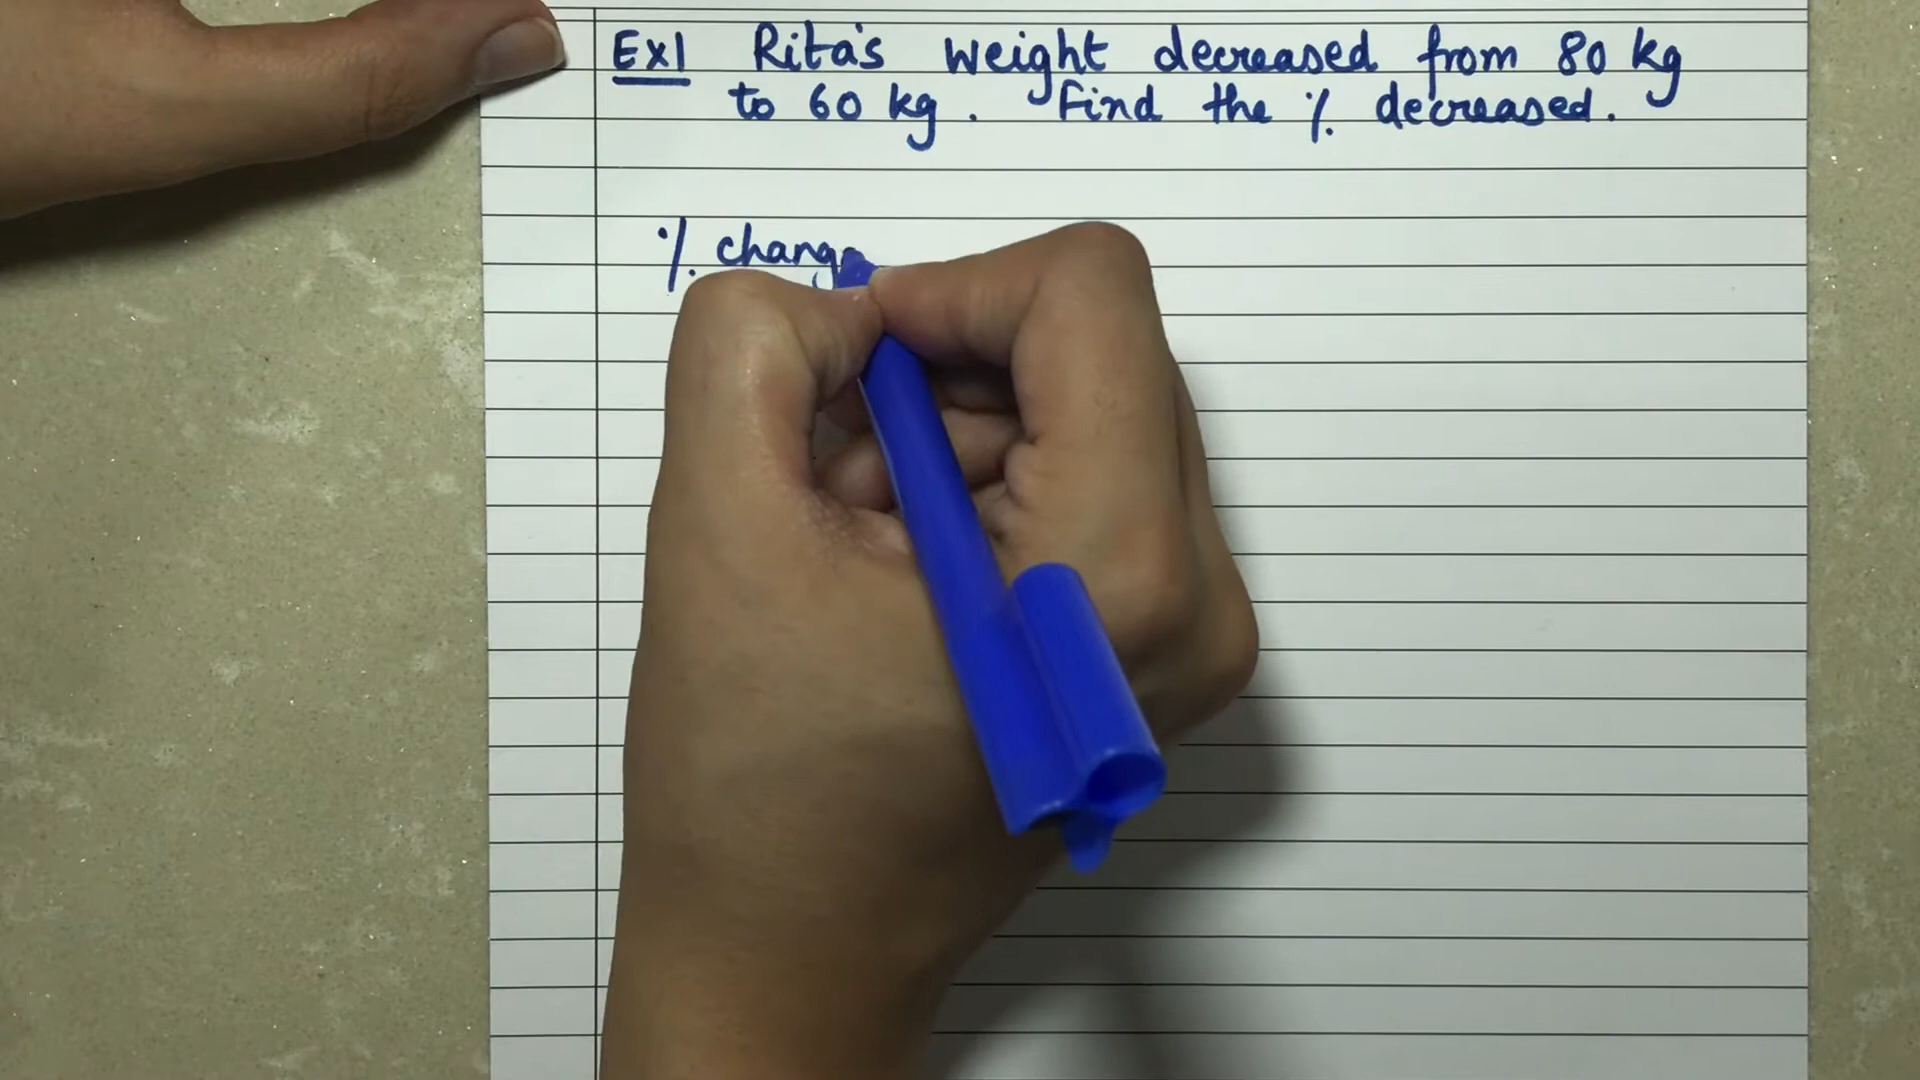 Ex1 Rita's weight decreased from 80 kg
to 60 kg. Find the % decreased.
% change